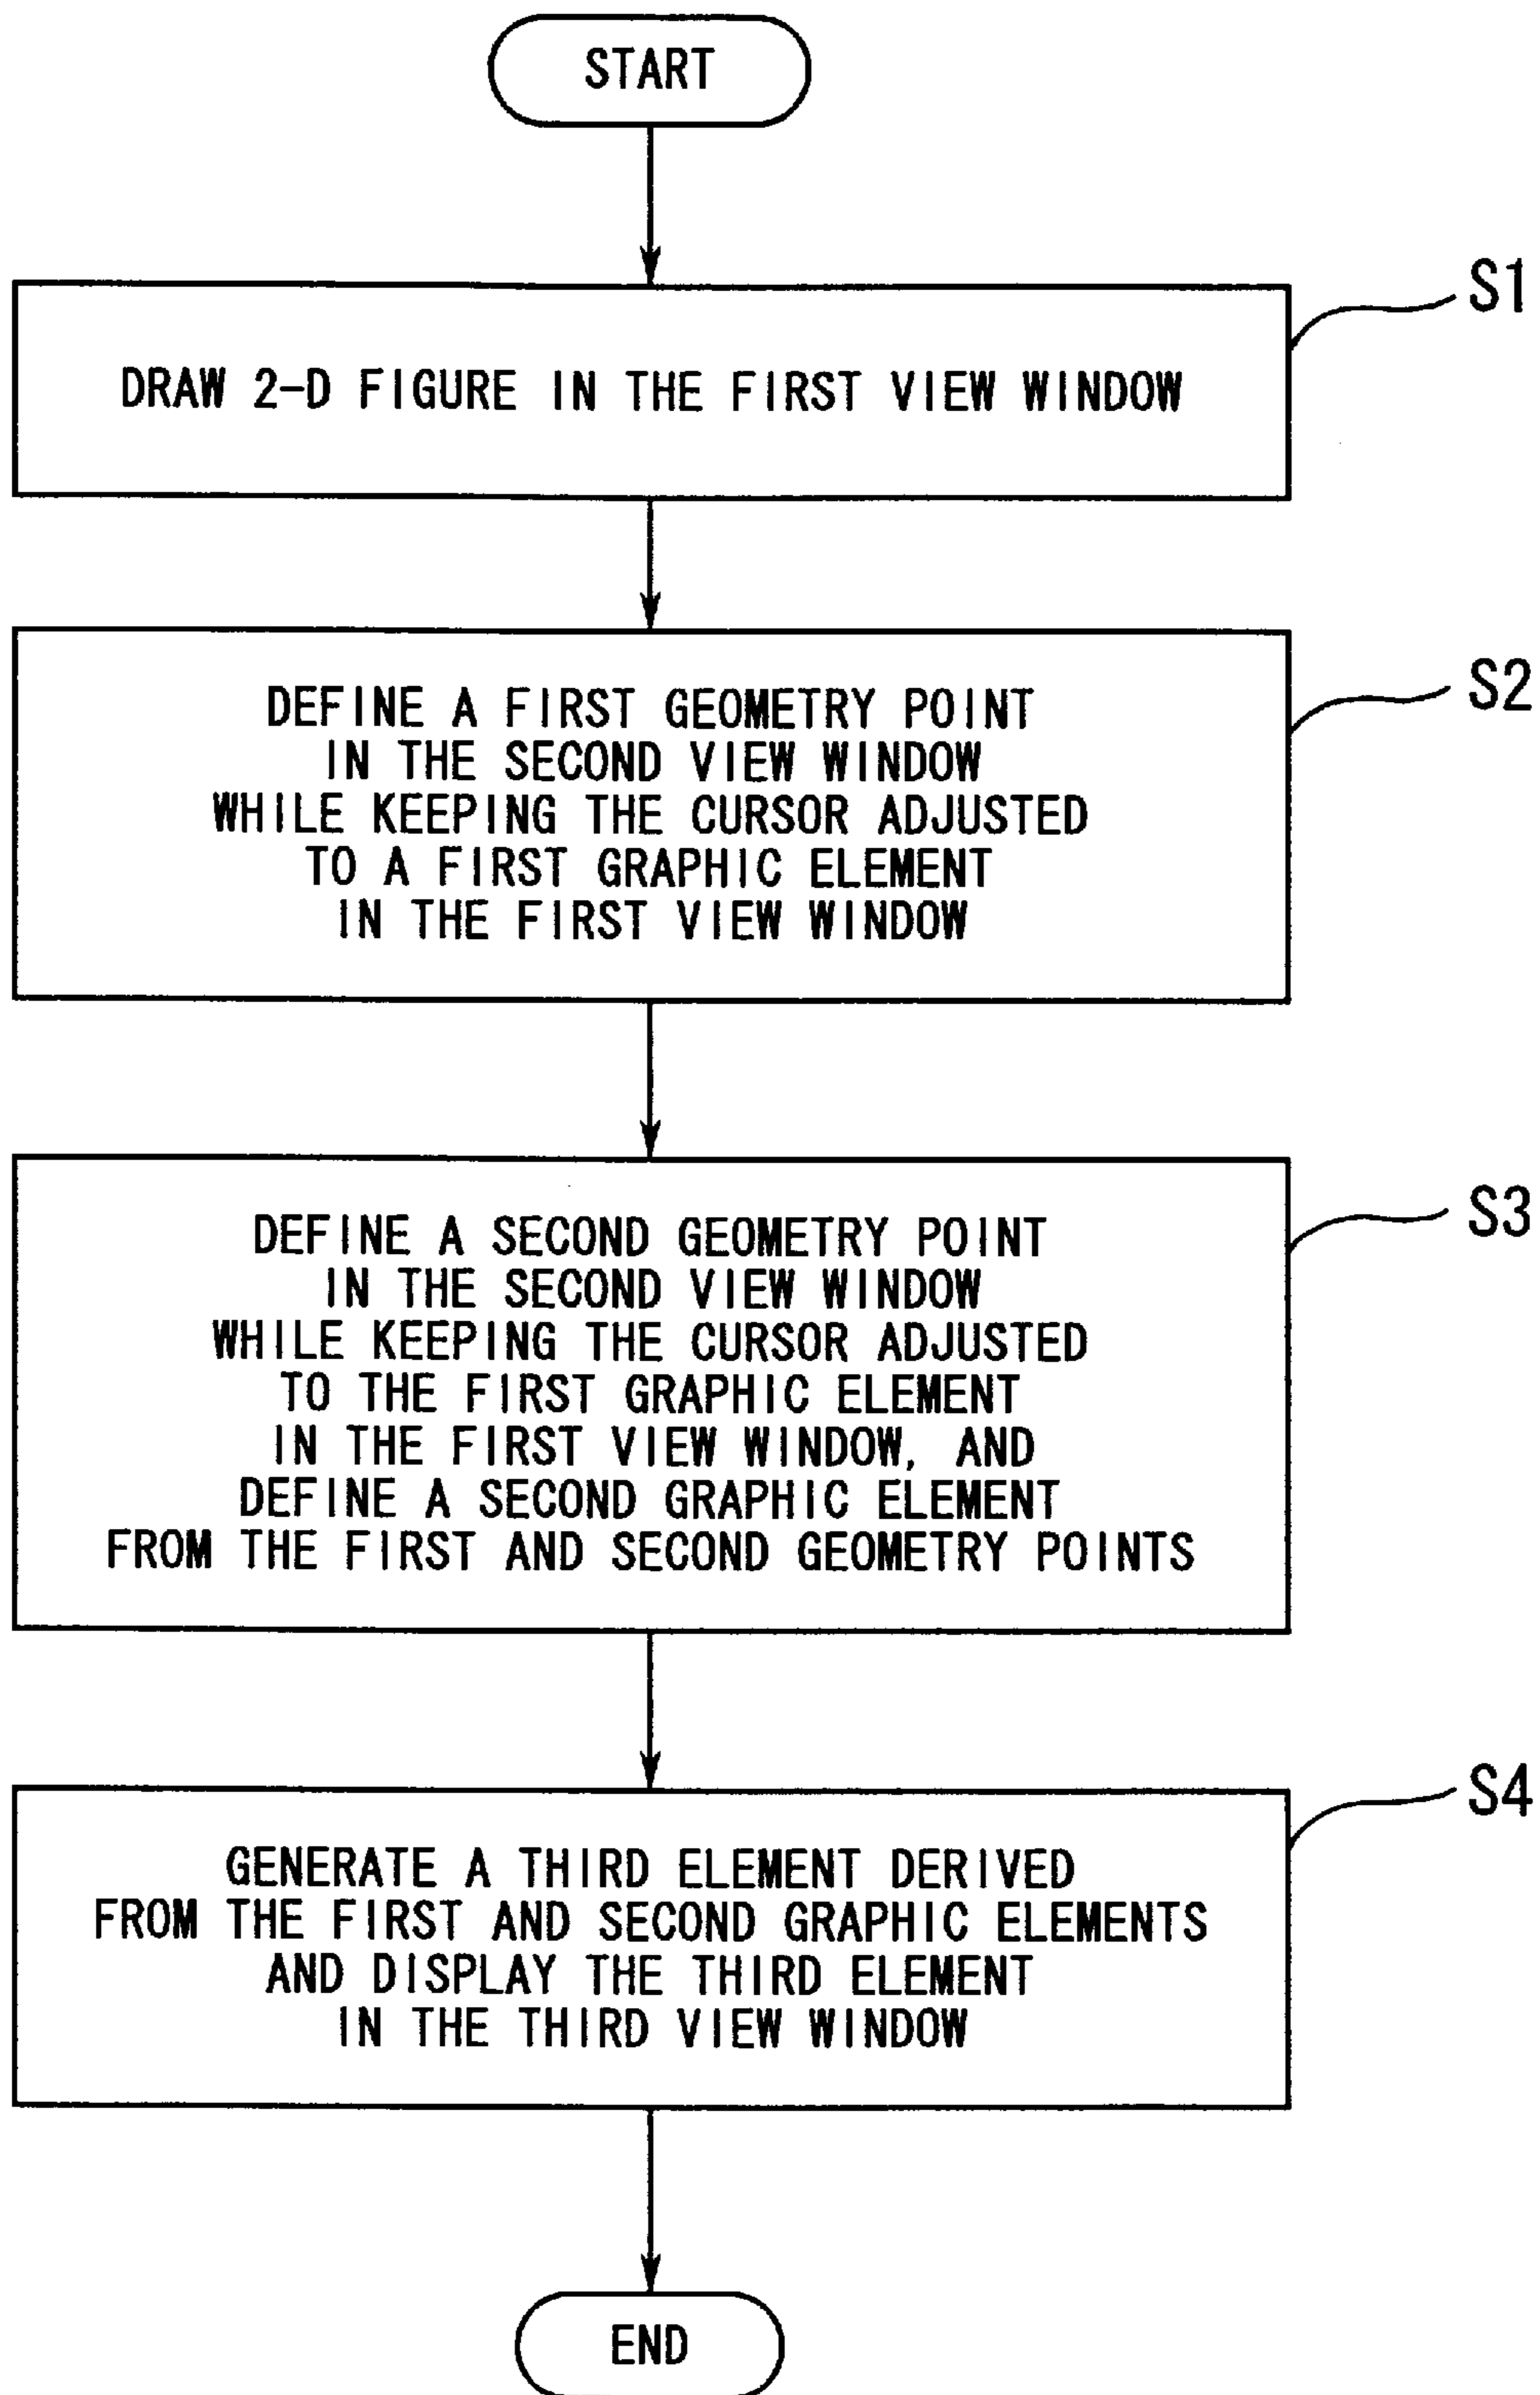 START
S1
DRAW 2-D FIGURE IN THE FIRST VIEW WINDOW
S2
DEFINE A FIRST GEOMETRY POINT
IN THE SECOND VIEW WINDOW
WHILE KEEPING THE CURSOR ADJUSTED
TO A FIRST GRAPHIC ELEMENT
IN THE FIRST VIEW WINDOW
S3
DEFINE A SECOND GEOMETRY POINT
IN THE SECOND VIEW WINDOW
WHILE KEEPING THE CURSOR ADJUSTED
TO THE FIRST GRAPHIC ELEMENT
IN THE FIRST VIEW WINDOW, AND
DEFINE A SECOND GRAPHIC ELEMENT
FROM THE FIRST AND SECOND GEOMETRY POINTS
S4
GENERATE A THIRD ELEMENT DERIVED
FROM THE FIRST AND SECOND GRAPHIC ELEMENTS
AND DISPLAY THE THIRD ELEMENT
IN THE THIRD VIEW WINDOW
END